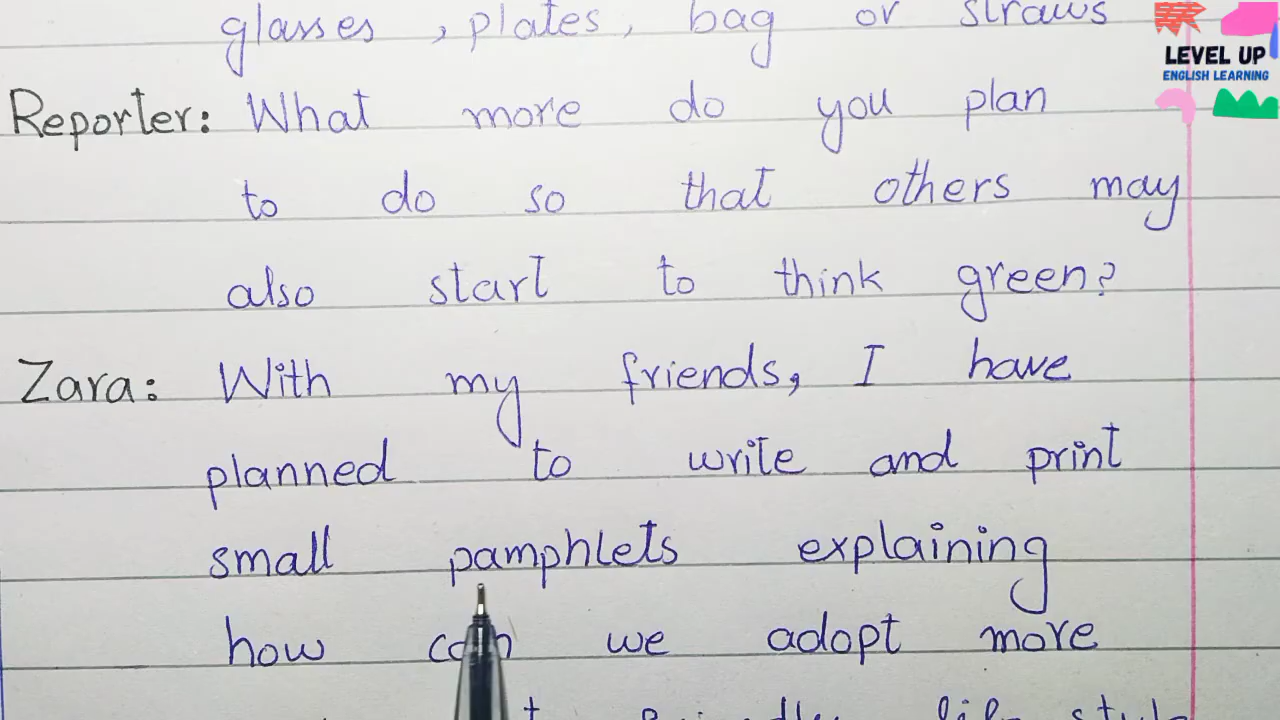 glasses, plates, bag or straws
LEVEL UP
ENGLISH LEARNING
Reporter: What more do you plan
to do so that others may
also start to think green?
Zara: With my friends, I have
planned to write and print
small pamphlets explaining
how can we adopt more